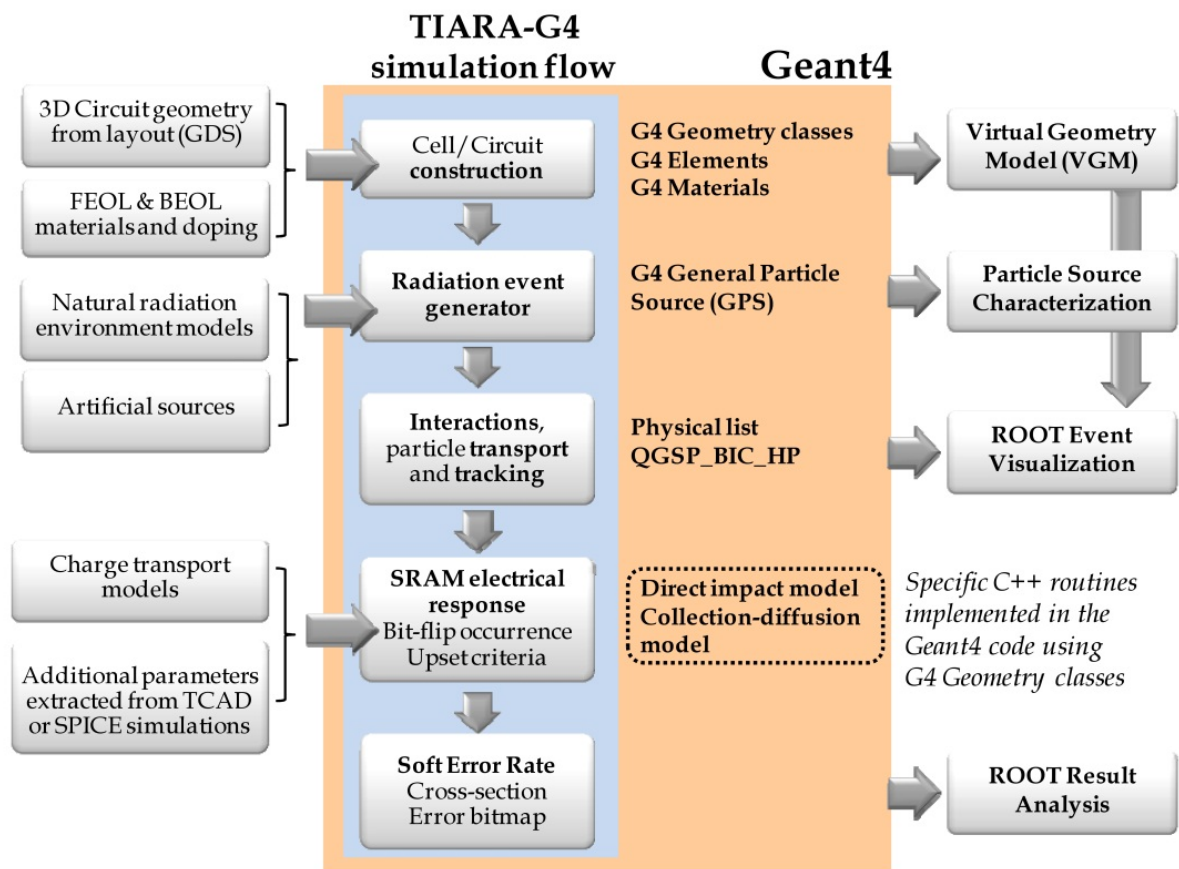 TIARA-G4
simulation flow
Geant4
3D Circuit geometry
from layout (GDS)
FEOL & BEOL
materials and doping
Natural radiation
environment models
Artificial sources
Charge transport
models
Additional parameters
extracted from TCAD
or SPICE simulations
Cell/Circuit
construction
Radiation event
generator
Interactions,
particle transport
and tracking
SRAM electrical
response
Bit-flip occurrence
Upset criteria
Soft Error Rate
Cross-section
Error bitmap
G4 Geometry classes
G4 Elements
G4 Materials
G4 General Particle
Source (GPS)
Physical list
QGSP_BIC_HP
Direct impact model
Collection-diffusion
model
Virtual Geometry
Model (VGM)
Particle Source
Characterization
ROOT Event
Visualization
Specific C++ routines
implemented in the
Geant4 code using
G4 Geometry classes
ROOT Result
Analysis